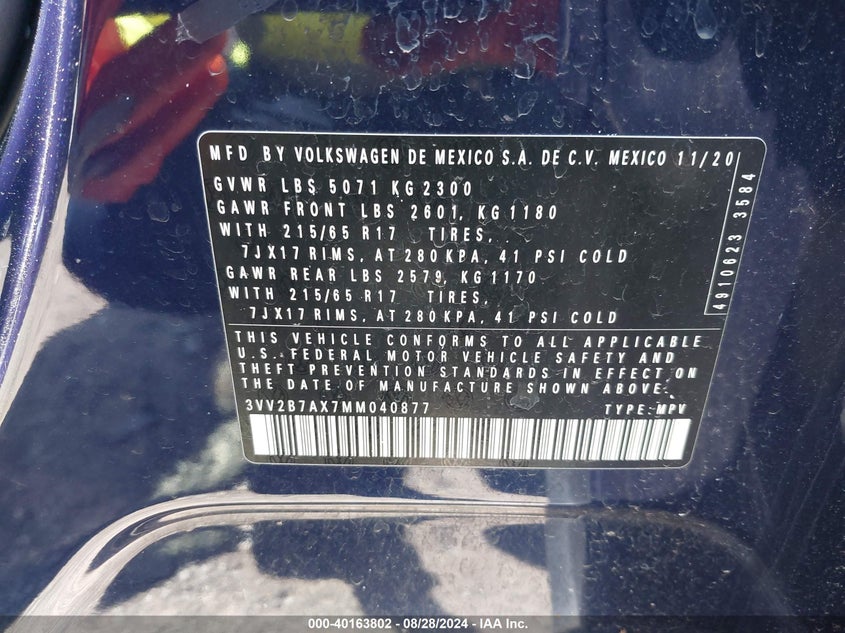 MFD BY VOLKSWAGEN DE MEXICO S.A. DE C.V. MEXICO 11/20
GVWR LBS 5071 KG 2300
GAWR FRONT LBS 2601, KG 1180
WITH 215/65 R17 TIRES,
7JX17 RIMS, AT 280 KPA, 41 PSI COLD
GAWR REAR LBS 2579, KG 1170
WITH 215/65 R17 TIRES,
7JX17 RIMS, AT 280 KPA, 41 PSI COLD
4910623 3584
THIS VEHICLE CONFORMS TO ALL APPLICABLE
U.S. FEDERAL MOTOR VEHICLE SAFETY AND
THEFT PREVENTION STANDARDS IN EFFECT ON
THE DATE OF MANUFACTURE SHOWN ABOVE.
3VV2B7AX7MM040877 TYPE: MPV
000-40163802 - 08/28/2024 - IAA Inc.